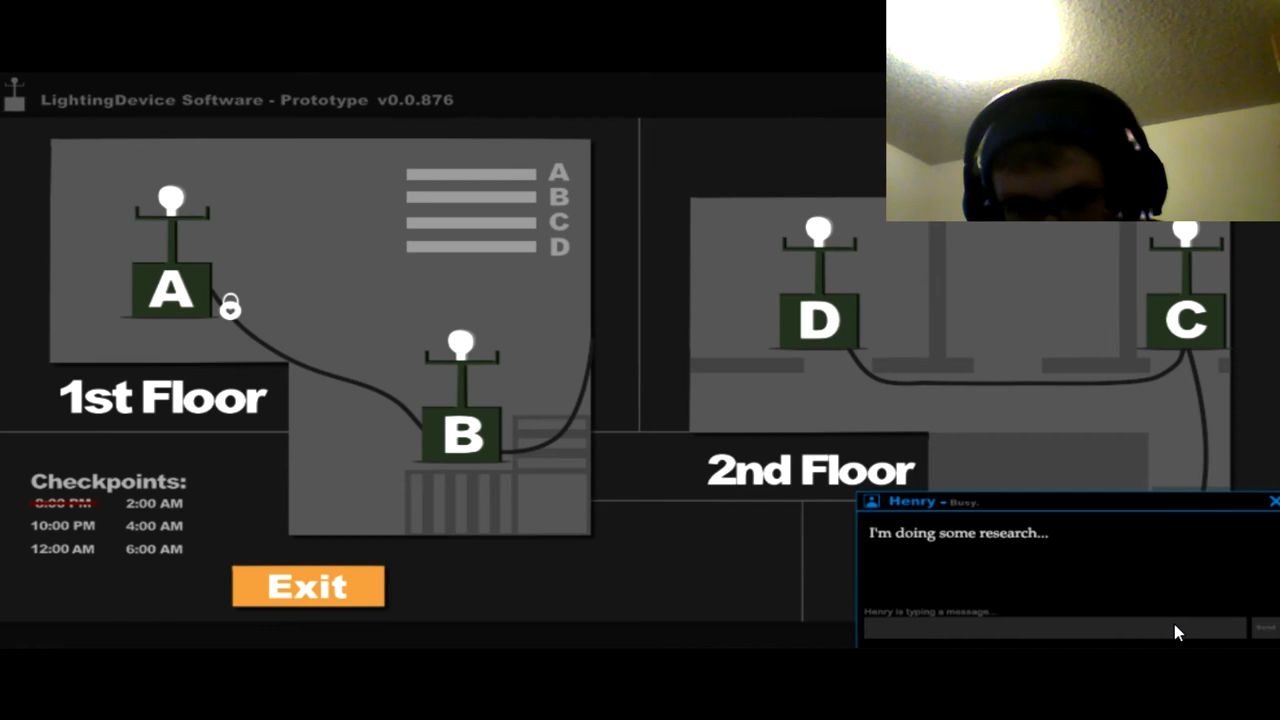 LightingDevice Software - Prototype v0.0.876
A
B
C
D
A
B
1st Floor
D
C
2nd Floor
Checkpoints:
8:00 PM 2:00 AM
10:00 PM 4:00 AM
12:00 AM 6:00 AM
Exit
Henry - Busy.
I'm doing some research...
Henry is typing a message...
Send